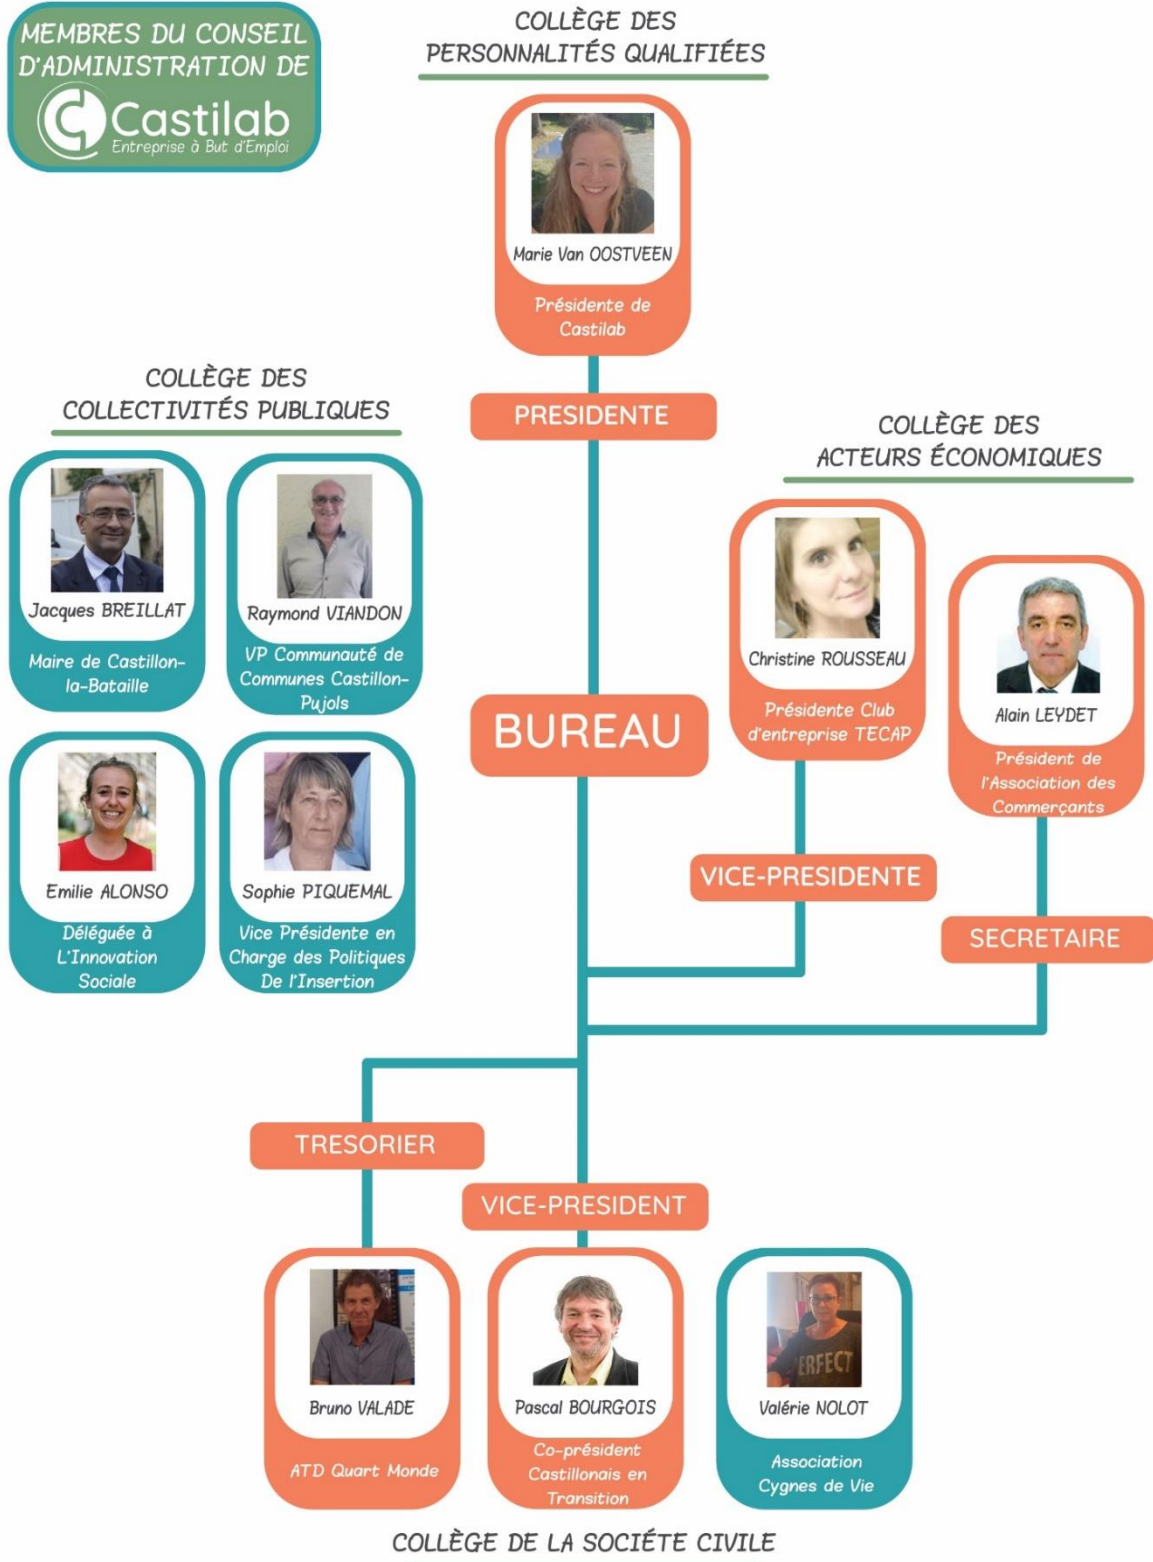 MEMBRES DU CONSEIL
D'ADMINISTRATION DE
Castilab
Entreprise à But d'Emploi
COLLÈGE DES
PERSONNALITÉS QUALIFIÉES
Marie Van OOSTVEEN
Présidente de
Castilab
PRESIDENTE
COLLÈGE DES
COLLECTIVITÉS PUBLIQUES
Jacques BREILLAT
Maire de Castillon-
la-Bataille
Raymond VIANDON
VP Communauté de
Communes Castillon-
Pujols
Emilie ALONSO
Déléguée à
L'Innovation
Sociale
Sophie PIQUEMAL
Vice Présidente en
Charge des Politiques
De l'Insertion
COLLÈGE DES
ACTEURS ÉCONOMIQUES
Christine ROUSSEAU
Présidente Club
d'entreprise TECAP
Alain LEYDET
Président de
l'Association des
Commerçants
BUREAU
VICE-PRESIDENTE
SECRETAIRE
TRESORIER
VICE-PRESIDENT
Bruno VALADE
ATD Quart Monde
Pascal BOURGOIS
Co-président
Castillonais en
Transition
PERFECT
Valérie NOLOT
Association
Cygnes de Vie
COLLÈGE DE LA SOCIÉTE CIVILE